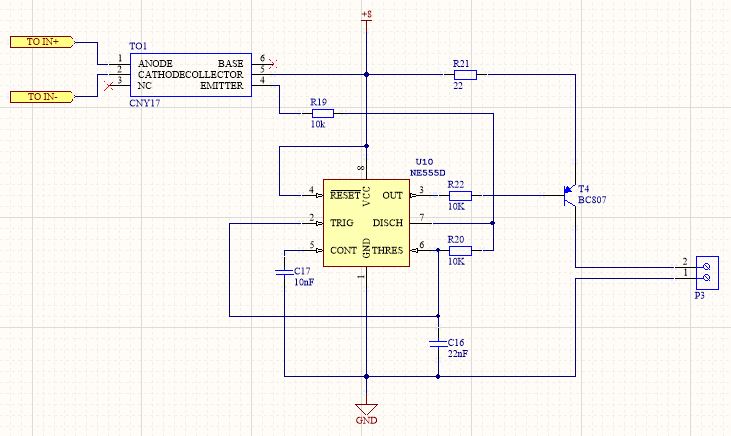 +8
TO IN+
TO IN-
TO1
1 ANODE BASE 6
2 CATHODE COLLECTOR 5
3 NC EMITTER 4
CNY17
R21
22
R19
10k
U10
NE555D
8
4 RESET VCC OUT 3
R22
10K
2 TRIG DISCH 7
5 CONT GND THRES 6
R20
10K
1
T4
BC807
C17
10nF
2
1
P3
C16
22nF
GND